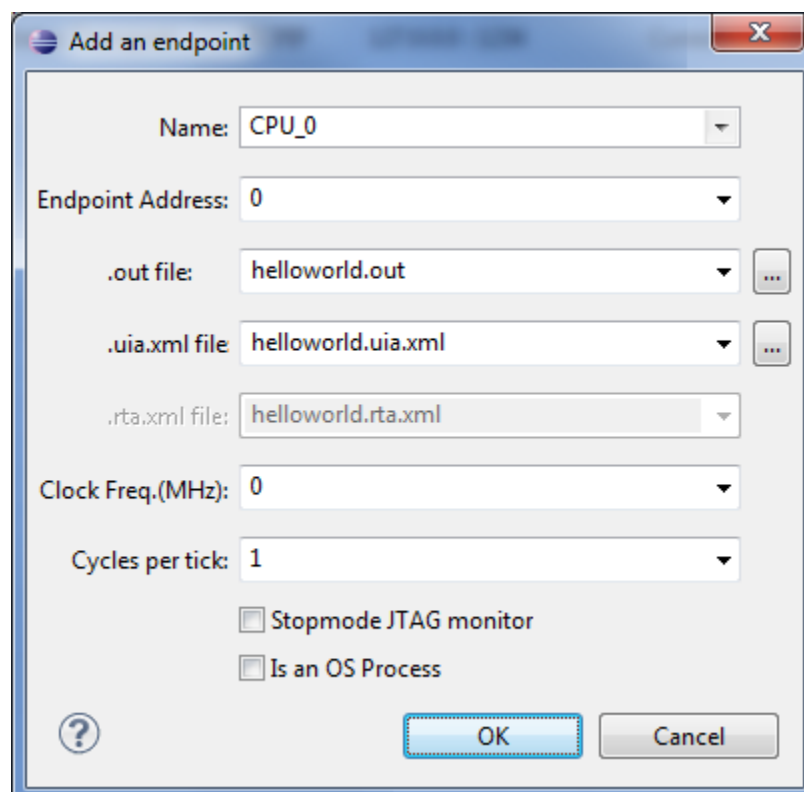 Add an endpoint
Name: CPU_0
Endpoint Address: 0
.out file: helloworld.out ...
.uia.xml file helloworld.uia.xml ...
.rta.xml file: helloworld.rta.xml
Clock Freq.(MHz): 0
Cycles per tick: 1
Stopmode JTAG monitor
Is an OS Process
? OK Cancel